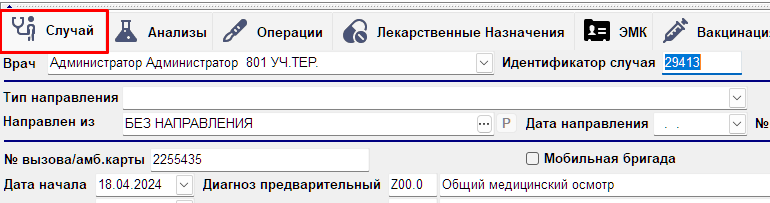 Случай Анализы Операции Лекарственные Назначения ЭМК Вакцинаци
Врач Администратор Администратор 801 УЧ.ТЕР. Идентификатор случая 29413
Тип направления
Направлен из БЕЗ НАПРАВЛЕНИЯ ... Р Дата направления . . №
№ вызова/амб.карты 2255435 Мобильная бригада
Дата начала 18.04.2024 Диагноз предварительный Z00.0 Общий медицинский осмотр